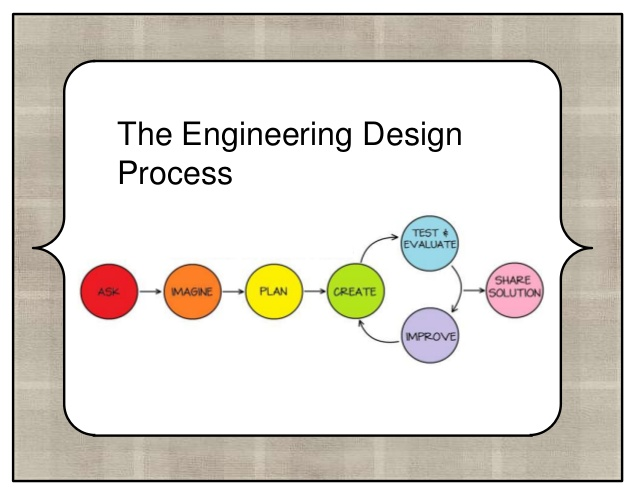 The Engineering Design
Process
ASK
IMAGINE
PLAN
CREATE
TEST &
EVALUATE
IMPROVE
SHARE
SOLUTION